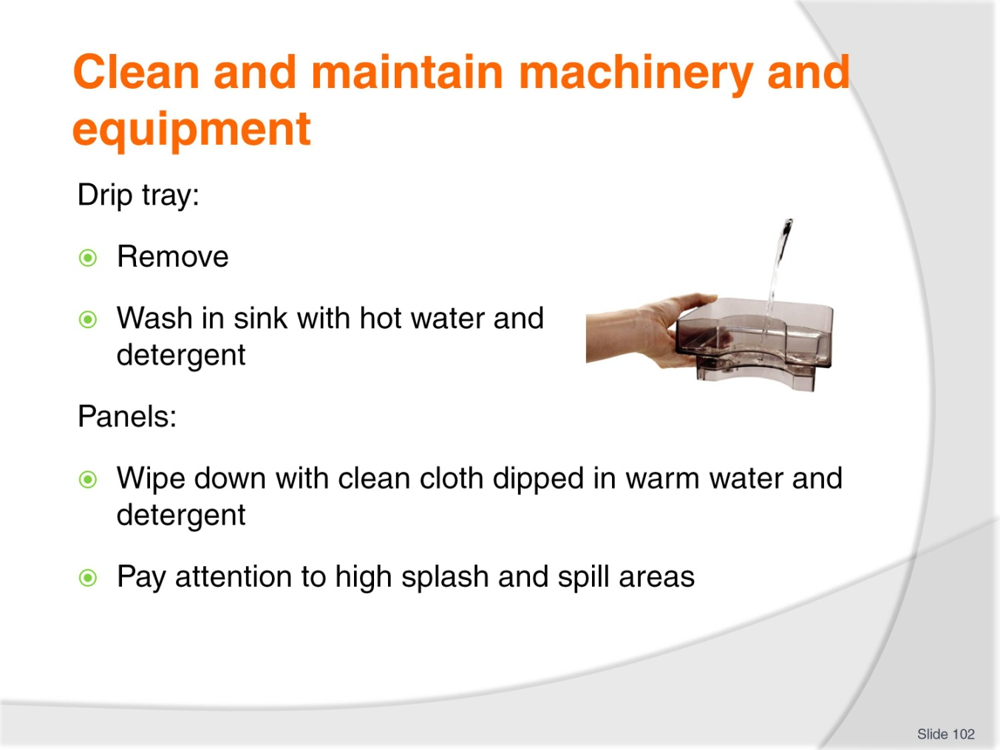 Clean and maintain machinery and
equipment
Drip tray:
Remove
Wash in sink with hot water and
detergent
Panels:
Wipe down with clean cloth dipped in warm water and
detergent
Pay attention to high splash and spill areas
Slide 102